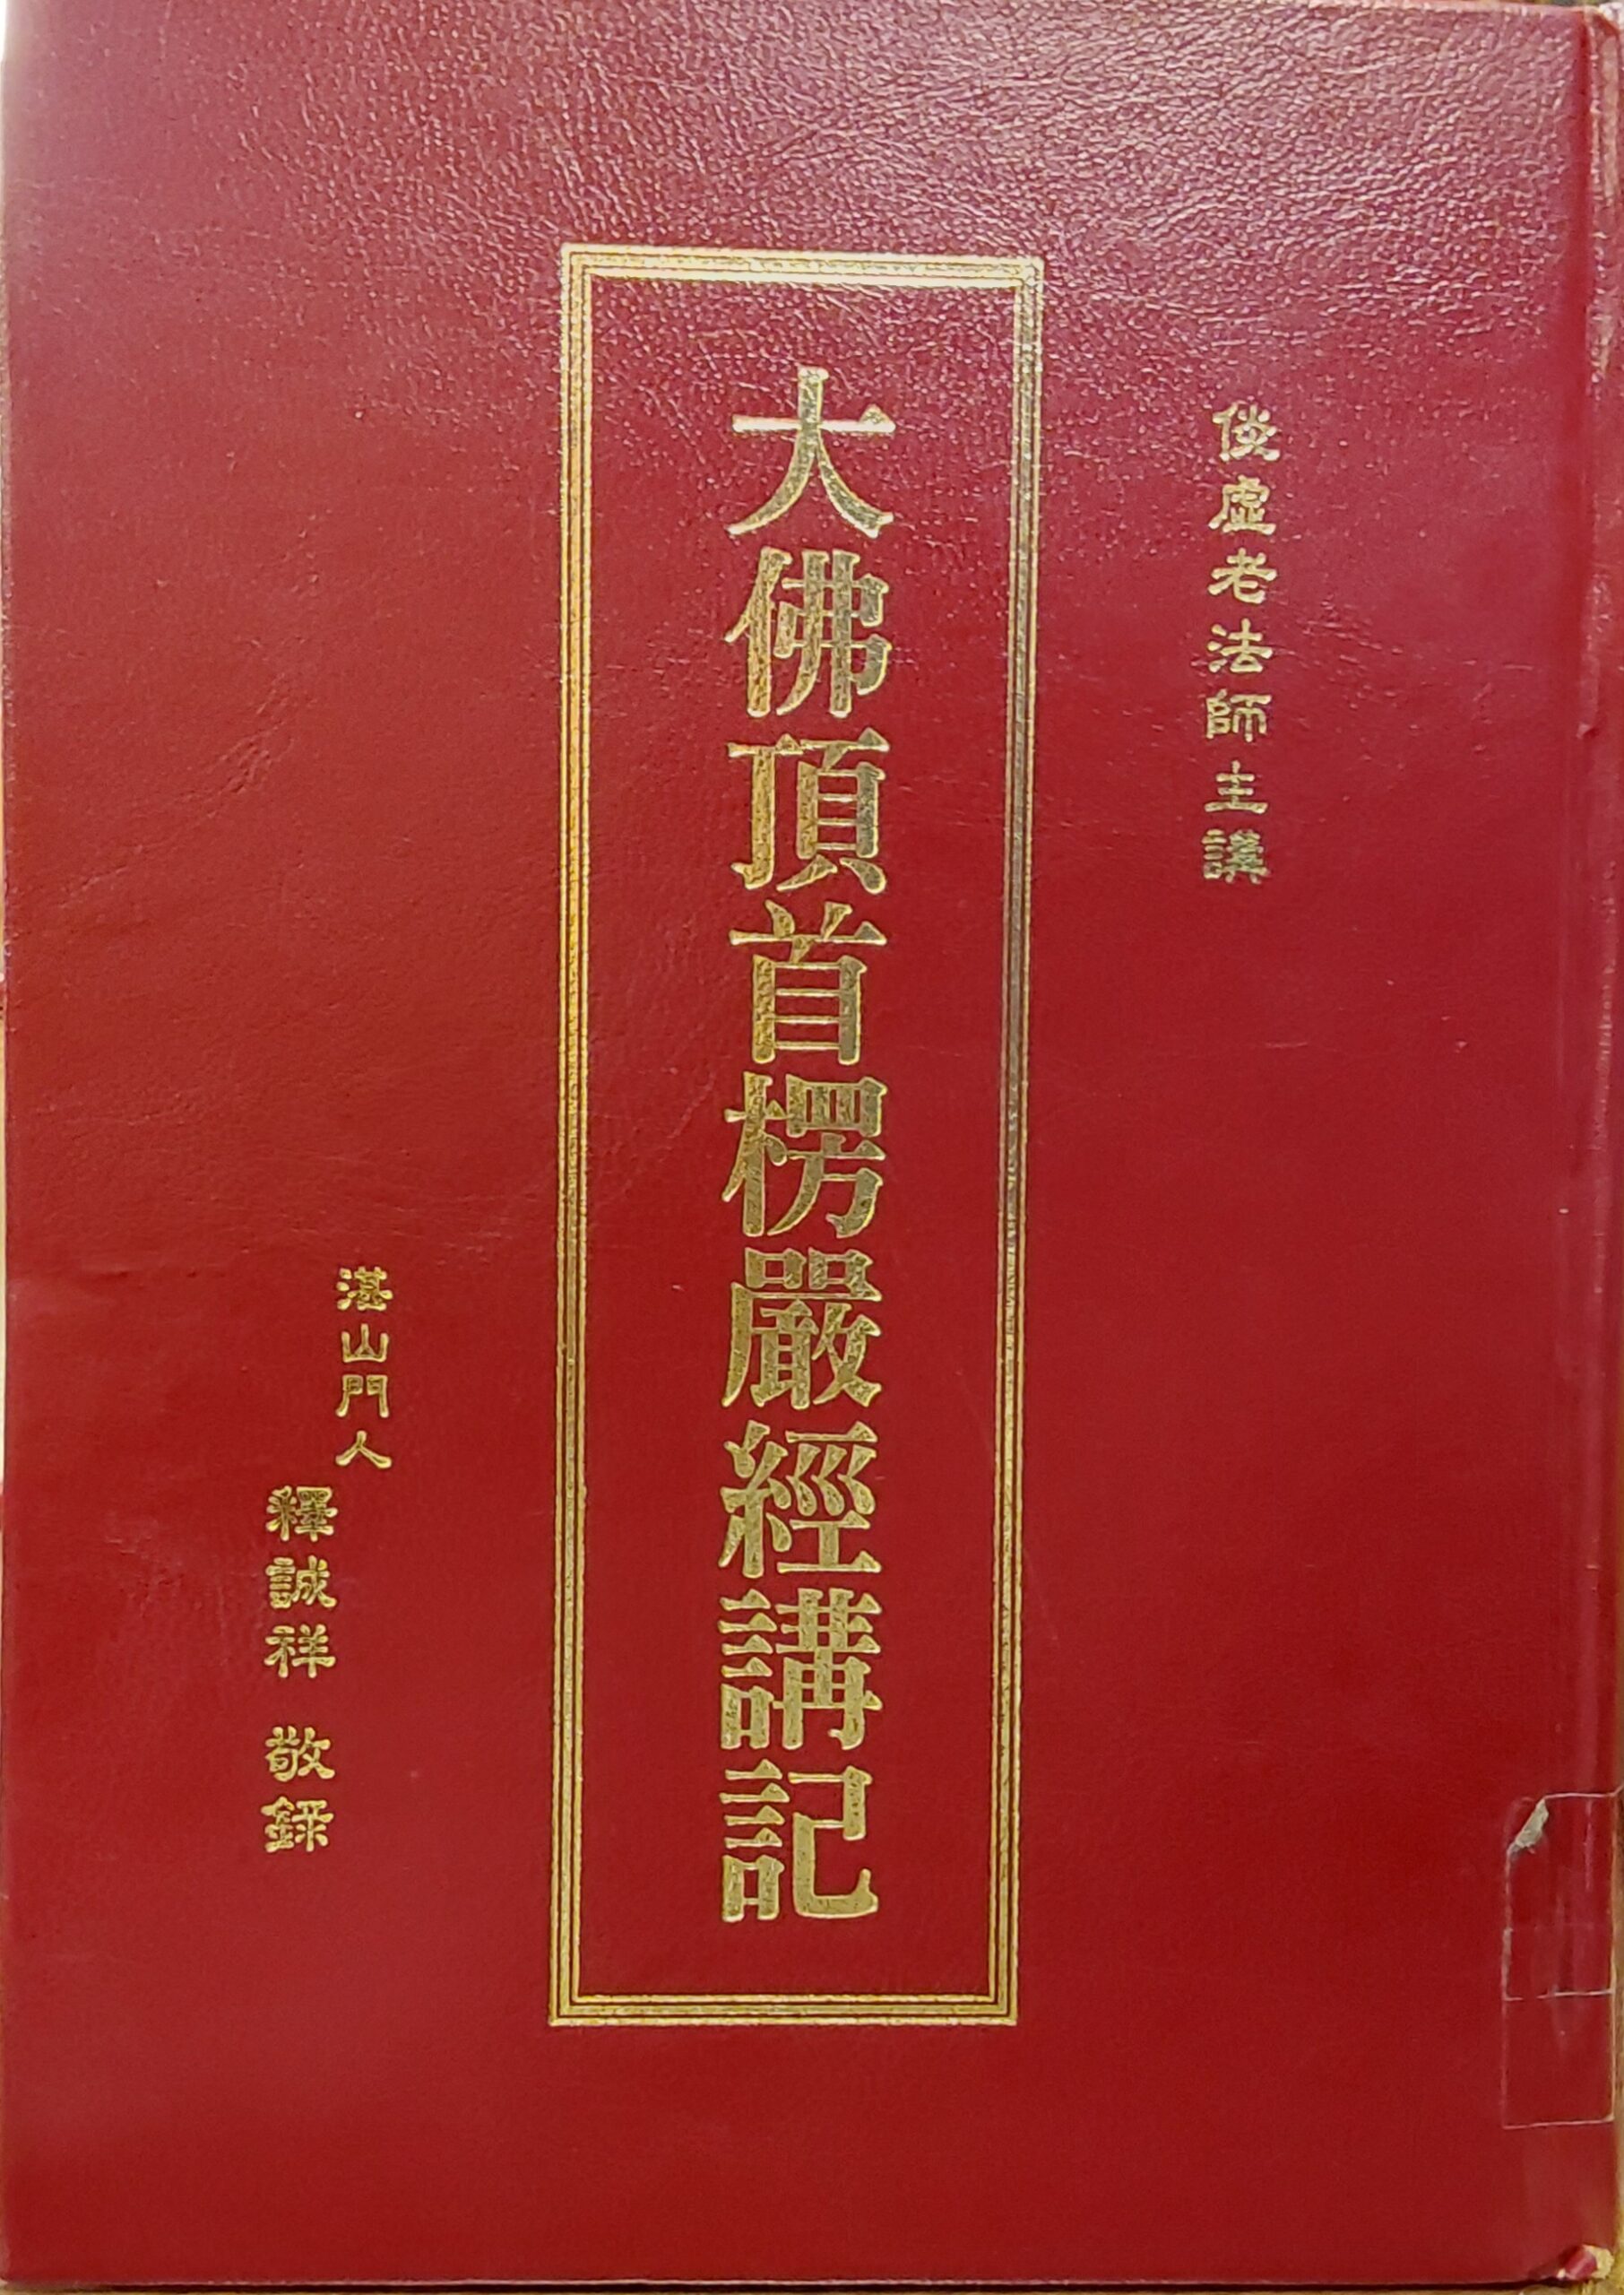 倓虛老法師主講
大佛頂首楞嚴經講記
湛山門人
釋誠祥 敬錄